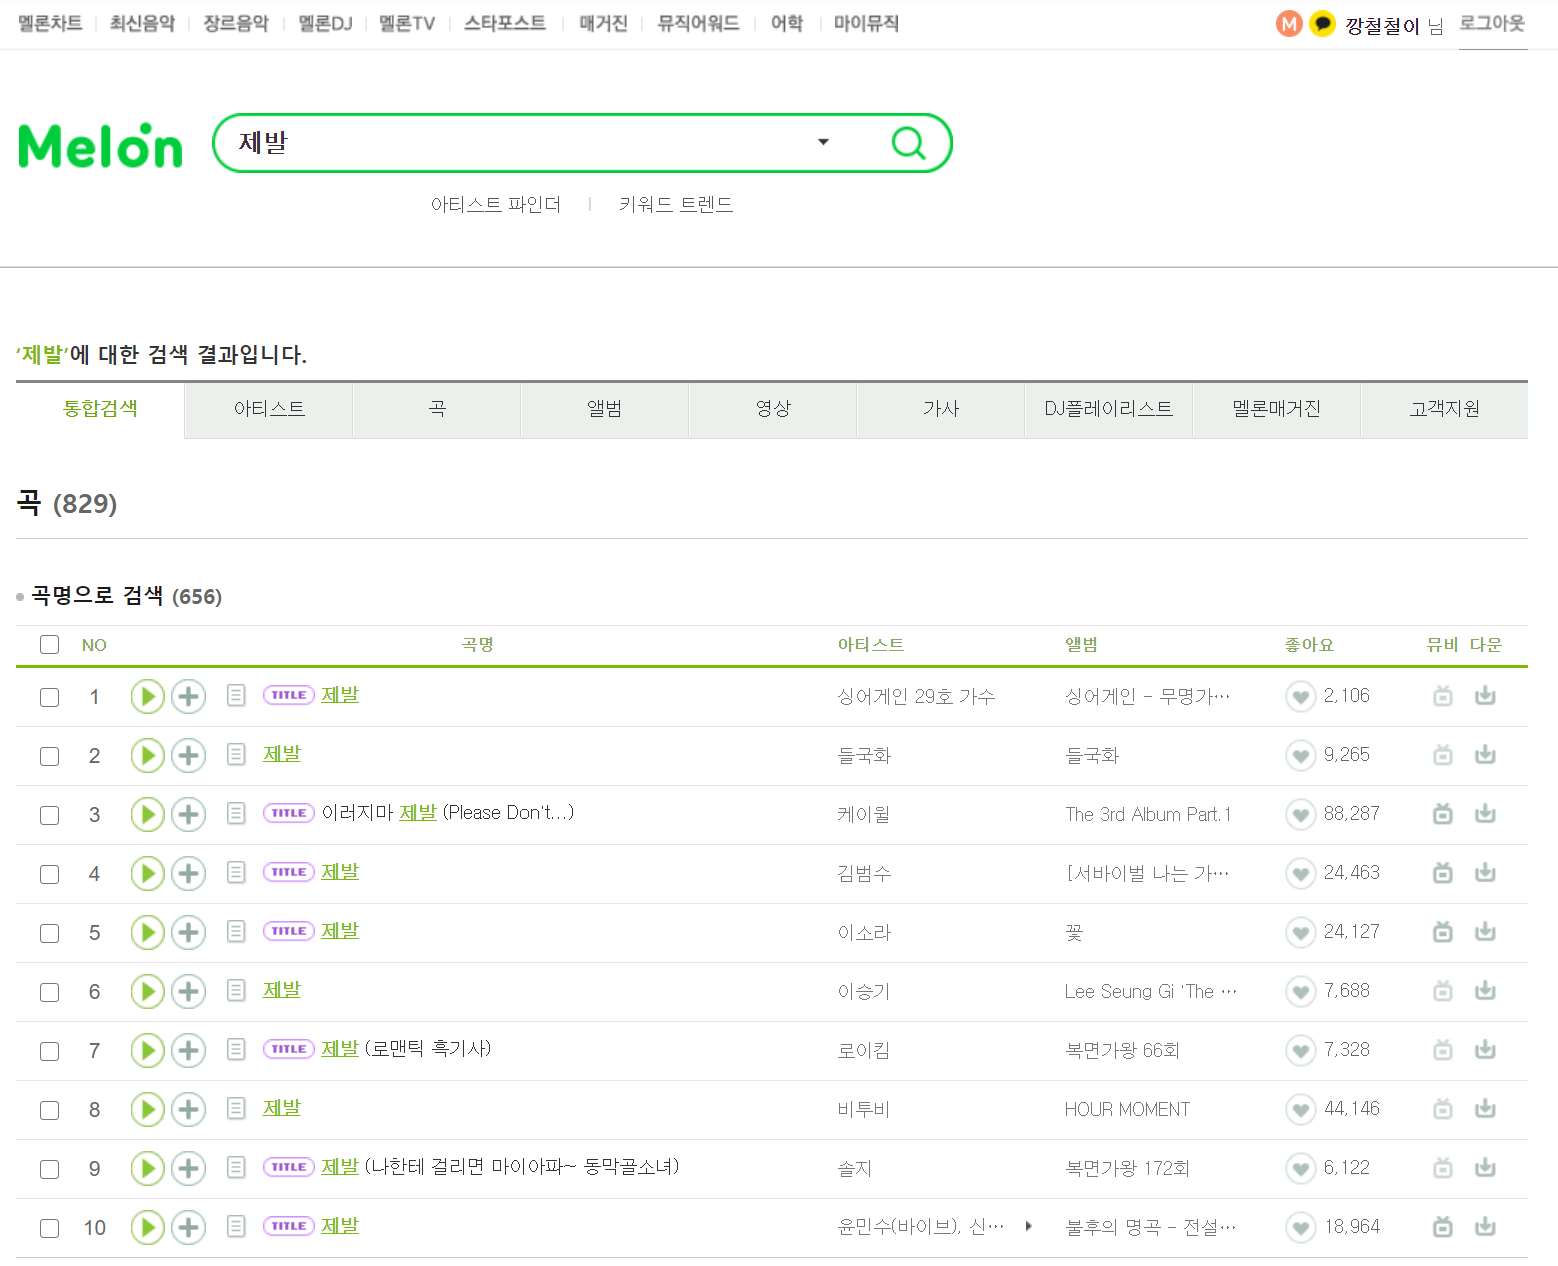 멜론차트 최신음악 장르음악 멜론DJ 멜론TV 스타포스트 매거진 뮤직어워드 어학 마이뮤직 M 깡철철이 님 로그아웃
Melon 제발
아티스트 파인더 키워드 트렌드
‘제발’에 대한 검색 결과입니다.
통합검색 아티스트 곡 앨범 영상 가사 DJ플레이리스트 멜론매거진 고객지원
곡 (829)
곡명으로 검색 (656)
NO 곡명 아티스트 앨범 좋아요 뮤비 다운
1 TITLE 제발 싱어게인 29호 가수 싱어게인 - 무명가… 2,106
2 제발 들국화 들국화 9,265
3 TITLE 이러지마 제발 (Please Don't...) 케이윌 The 3rd Album Part.1 88,287
4 TITLE 제발 김범수 [서바이벌 나는 가… 24,463
5 TITLE 제발 이소라 꽃 24,127
6 제발 이승기 Lee Seung Gi 'The … 7,688
7 TITLE 제발 (로맨틱 흑기사) 로이킴 복면가왕 66회 7,328
8 제발 비투비 HOUR MOMENT 44,146
9 TITLE 제발 (나한테 걸리면 마이아파~ 동막골소녀) 솔지 복면가왕 172회 6,122
10 TITLE 제발 윤민수(바이브), 신… 불후의 명곡 - 전설… 18,964